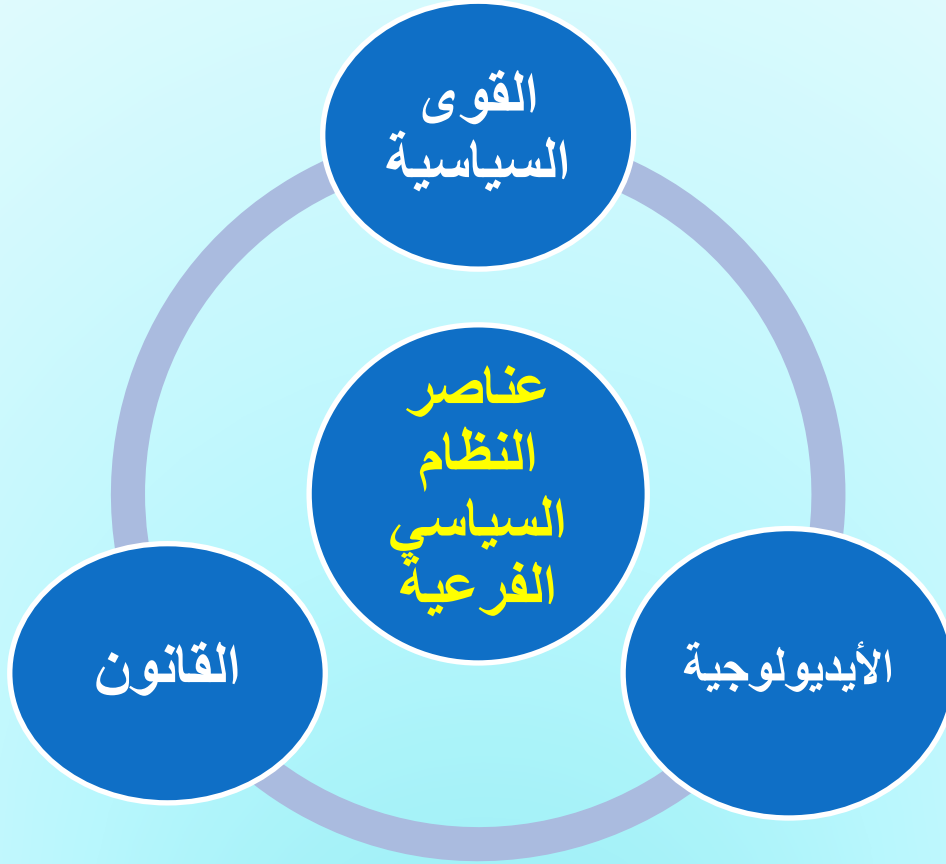 القوى
السياسية
عناصر
النظام
السياسي
الفرعية
الأيديولوجية
القانون